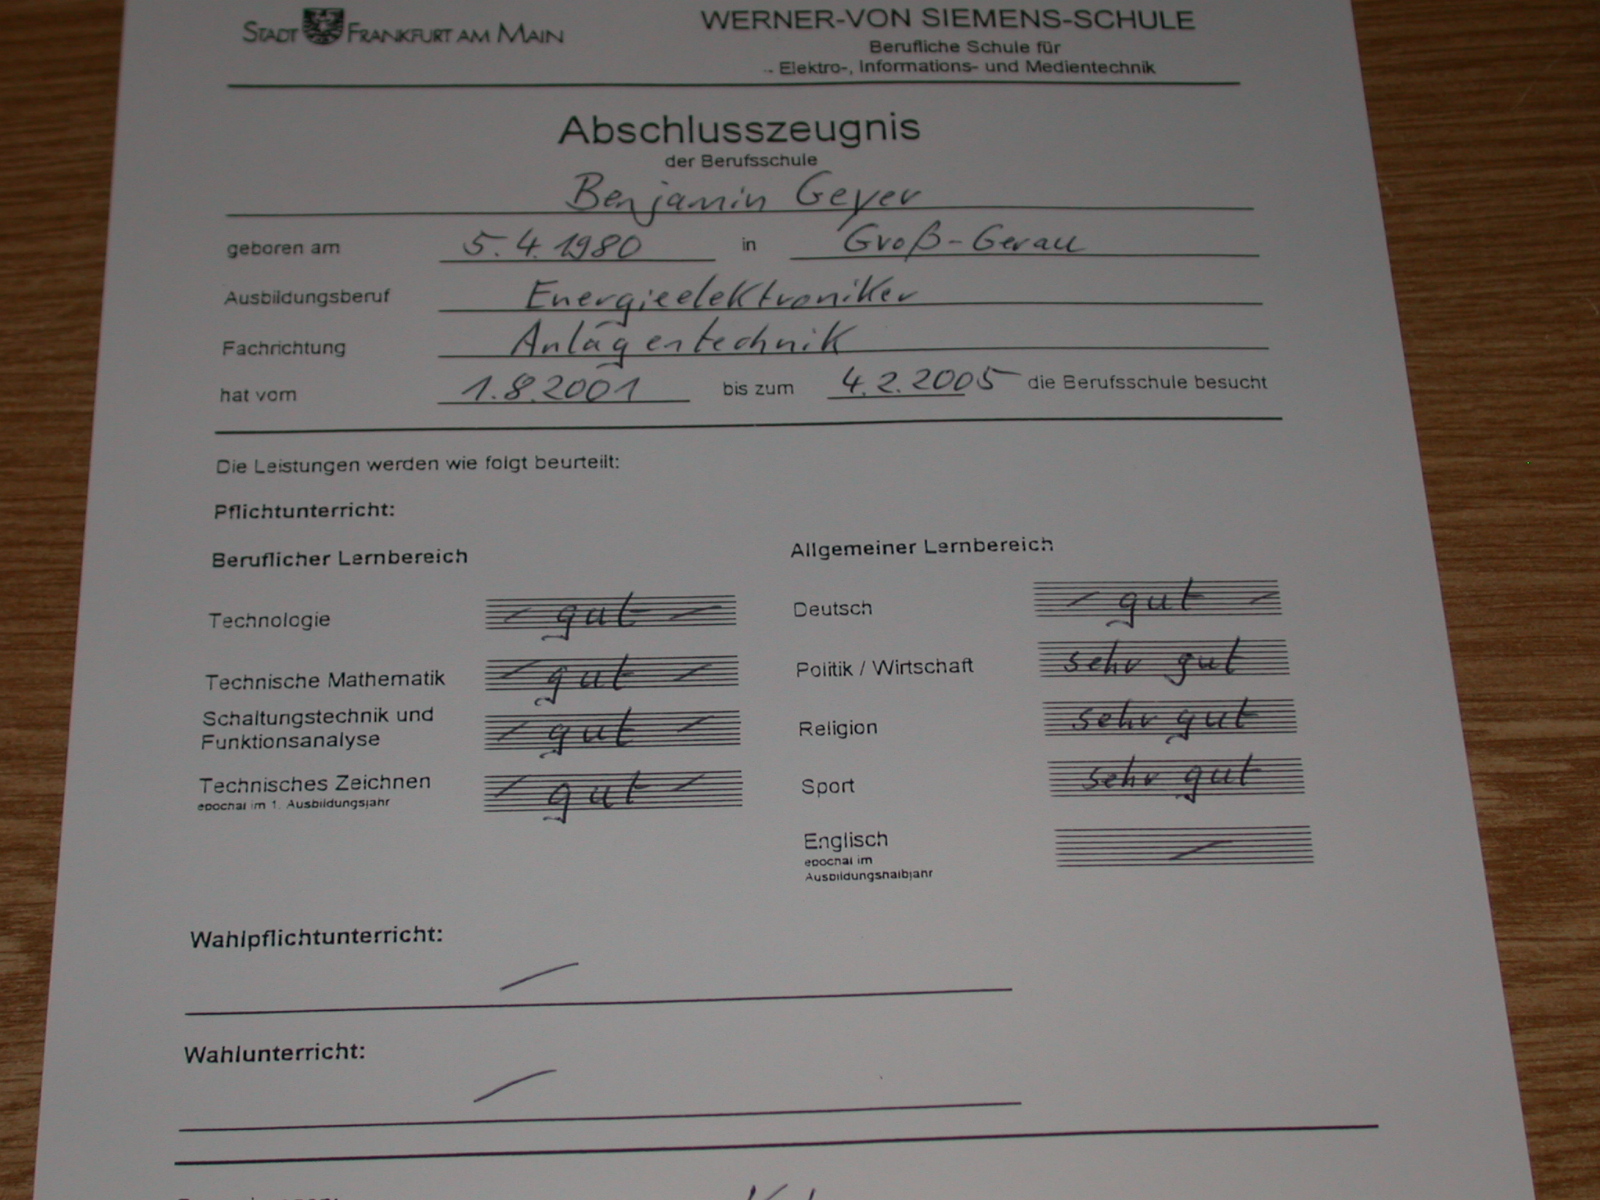 STADT FRANKFURT AM MAIN
WERNER-VON SIEMENS-SCHULE
Berufliche Schule für
- Elektro-, Informations- und Medientechnik
Abschlusszeugnis
der Berufsschule
Benjamin Geyer
geboren am 5.4.1980 in Groß-Gerau
Ausbildungsberuf Energieelektroniker
Fachrichtung Anlagentechnik
hat vom 1.8.2001 bis zum 4.2.2005 die Berufsschule besucht
Die Leistungen werden wie folgt beurteilt:
Pflichtunterricht:
Beruflicher Lernbereich
Technologie – gut –
Technische Mathematik – gut –
Schaltungstechnik und
Funktionsanalyse – gut –
Technisches Zeichnen – gut –
epochal im 1. Ausbildungsjahr
Allgemeiner Lernbereich
Deutsch – gut –
Politik / Wirtschaft sehr gut
Religion sehr gut
Sport sehr gut
Englisch –
epochal im
Ausbildungshalbjahr
Wahlpflichtunterricht:
–
Wahlunterricht:
–